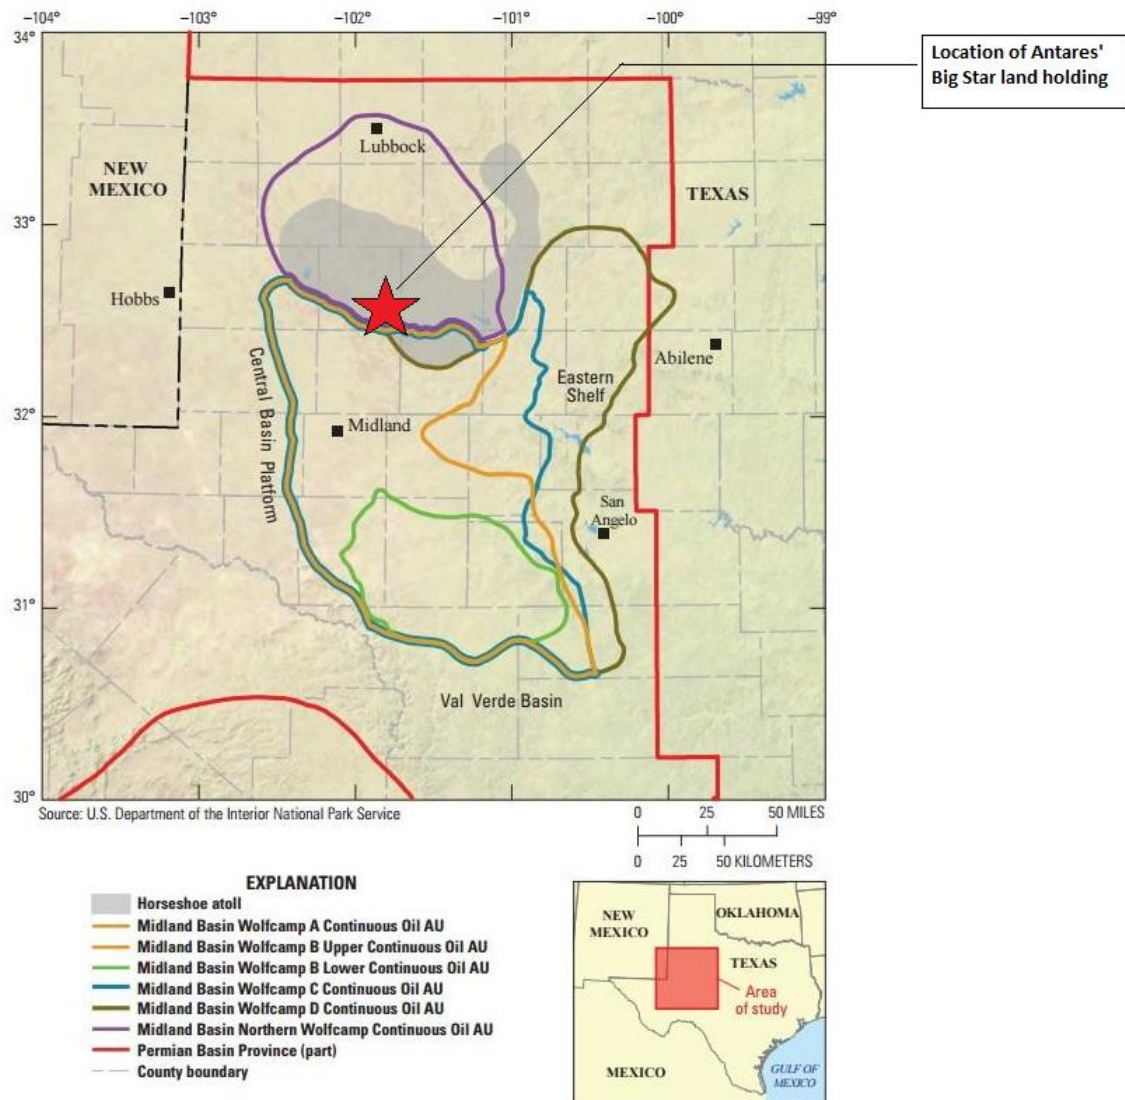 −104°
−103°
−102°
−101°
−100°
−99°
34°
Location of Antares'
Big Star land holding
Lubbock
NEW
MEXICO
TEXAS
33°
Hobbs
Abilene
Central Basin Platform
Eastern
Shelf
32°
Midland
San
Angelo
31°
Val Verde Basin
30°
Source: U.S. Department of the Interior National Park Service
0 25 50 MILES
0 25 50 KILOMETERS
EXPLANATION
Horseshoe atoll
Midland Basin Wolfcamp A Continuous Oil AU
Midland Basin Wolfcamp B Upper Continuous Oil AU
Midland Basin Wolfcamp B Lower Continuous Oil AU
Midland Basin Wolfcamp C Continuous Oil AU
Midland Basin Wolfcamp D Continuous Oil AU
Midland Basin Northern Wolfcamp Continuous Oil AU
Permian Basin Province (part)
County boundary
NEW
MEXICO
OKLAHOMA
TEXAS
Area
of study
MEXICO
GULF OF
MEXICO